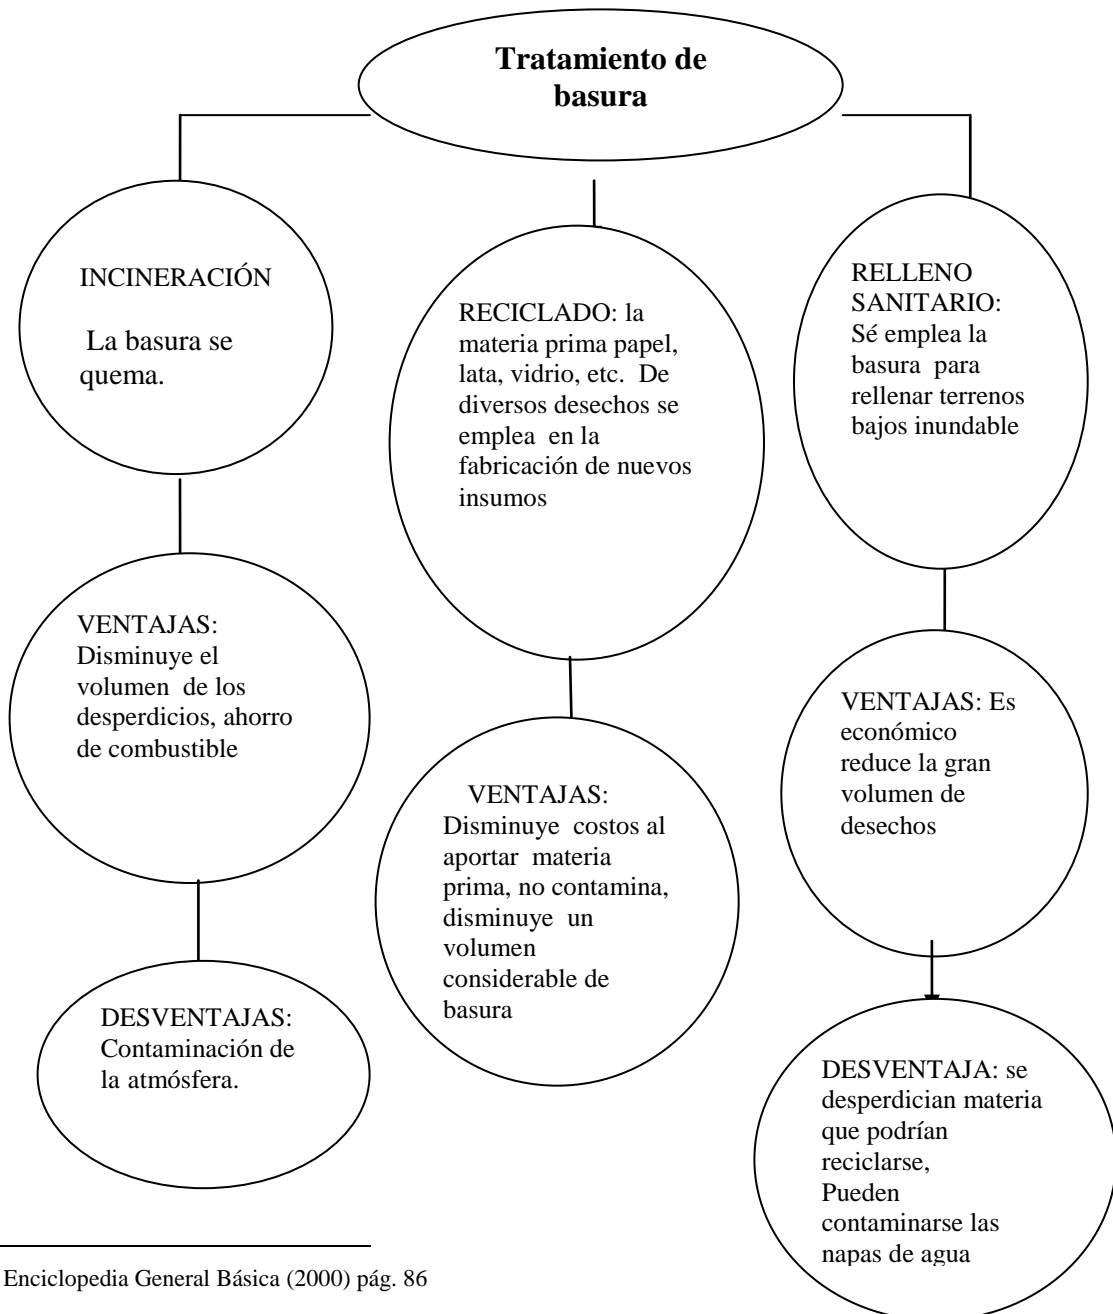 Tratamiento de
basura
INCINERACIÓN
La basura se
quema.
VENTAJAS:
Disminuye el
volumen de los
desperdicios, ahorro
de combustible
DESVENTAJAS:
Contaminación de
la atmósfera.
RECICLADO: la
materia prima papel,
lata, vidrio, etc. De
diversos desechos se
emplea en la
fabricación de nuevos
insumos
VENTAJAS:
Disminuye costos al
aportar materia
prima, no contamina,
disminuye un
volumen
considerable de
basura
RELLENO
SANITARIO:
Sé emplea la
basura para
rellenar terrenos
bajos inundable
VENTAJAS: Es
económico
reduce la gran
volumen de
desechos
DESVENTAJA: se
desperdician materia
que podrían
reciclarse,
Pueden
contaminarse las
napas de agua
Enciclopedia General Básica (2000) pág. 86